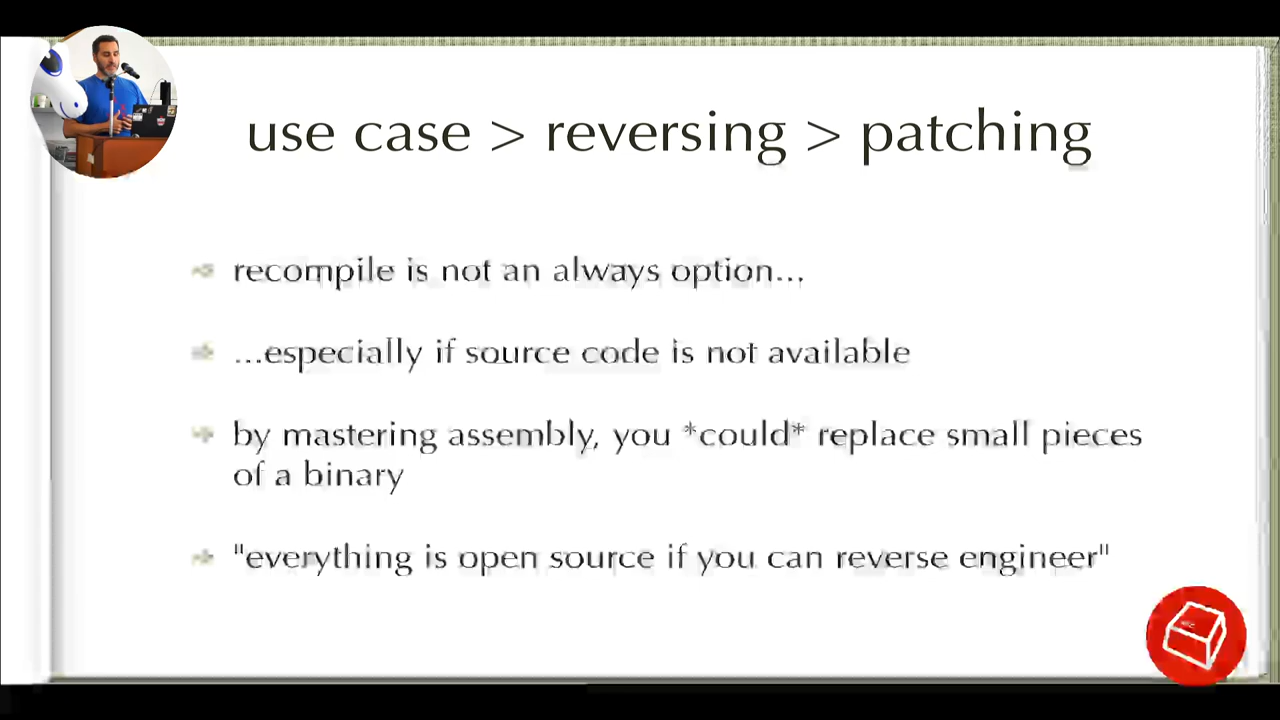 use case > reversing > patching
recompile is not an always option...
...especially if source code is not available
by mastering assembly, you *could* replace small pieces
of a binary
"everything is open source if you can reverse engineer"